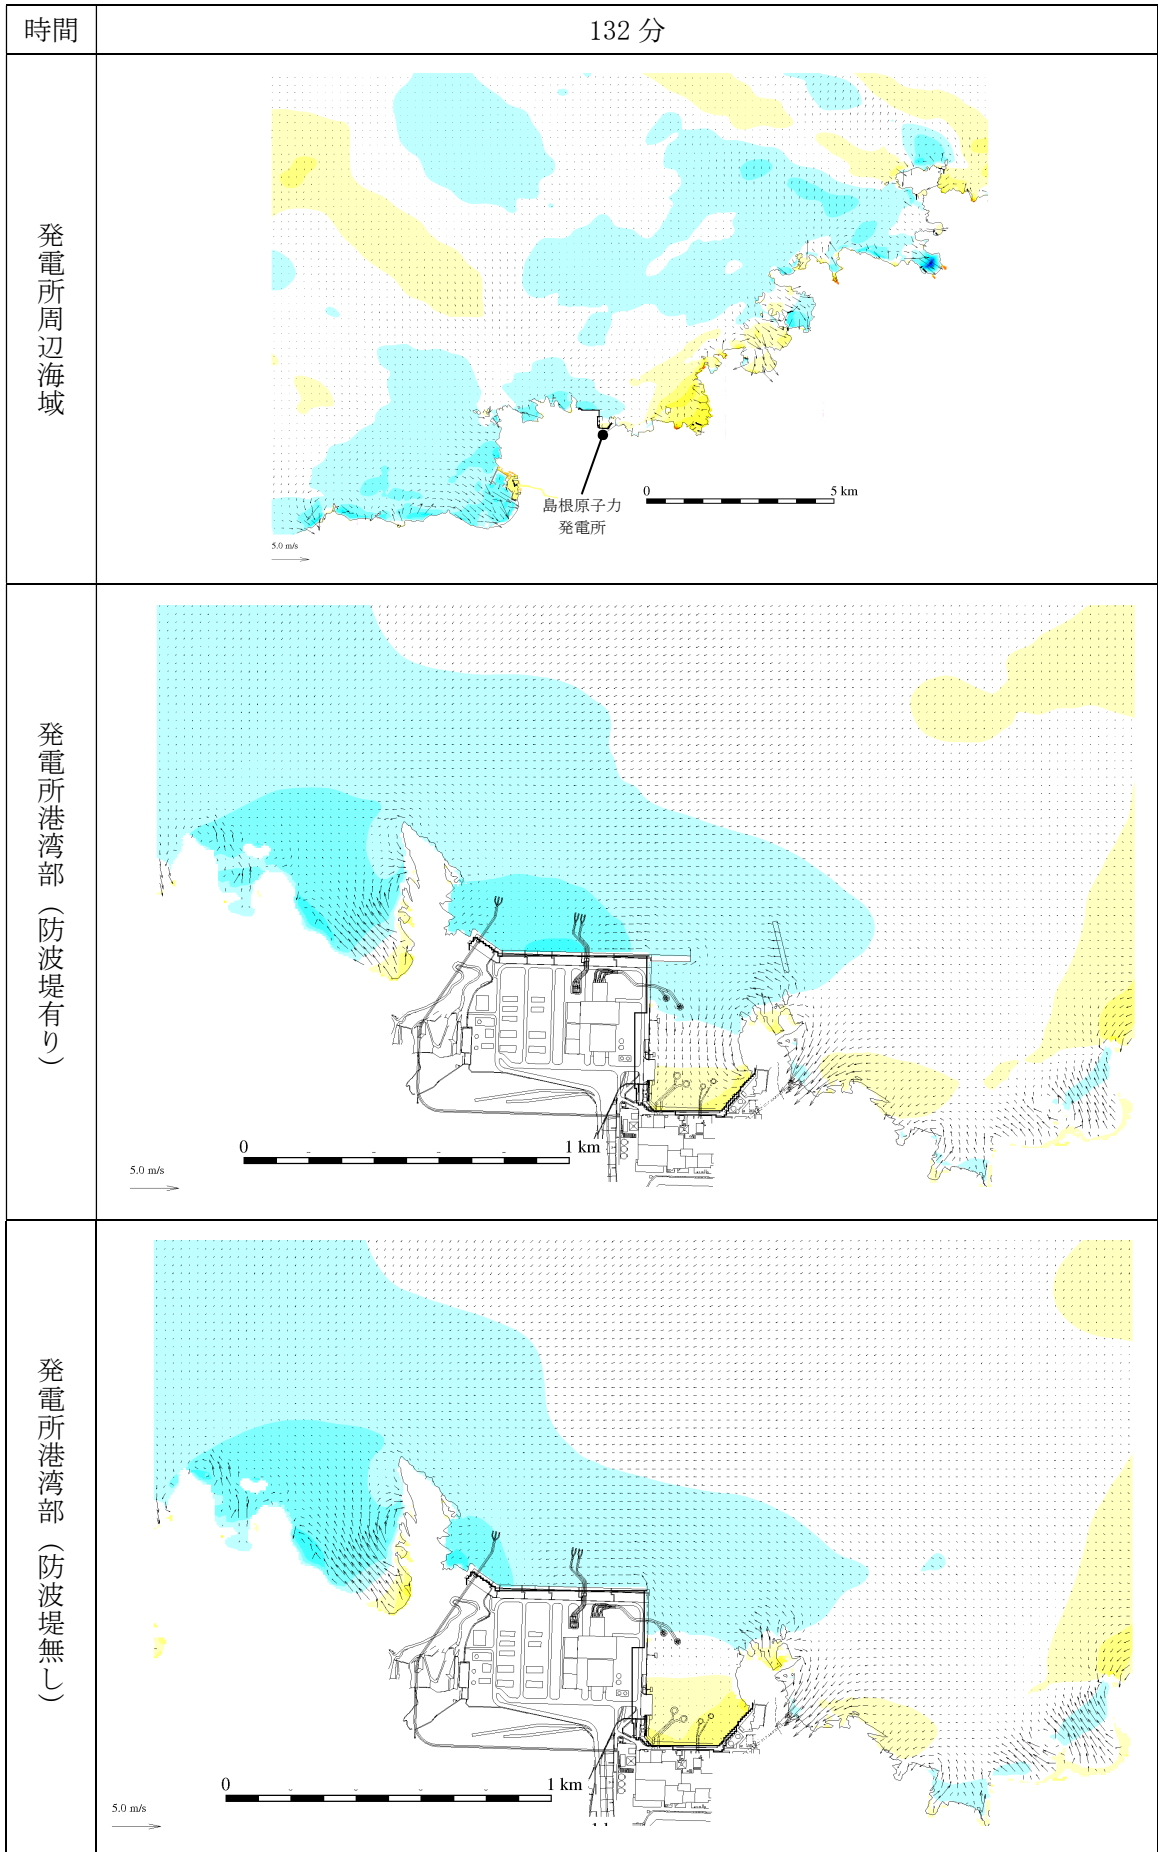 時間
132 分
発電所周辺海域
島根原子力
発電所
0
5 km
5.0 m/s
発電所港湾部（防波堤有り）
0
1 km
5.0 m/s
発電所港湾部（防波堤無し）
0
1 km
5.0 m/s